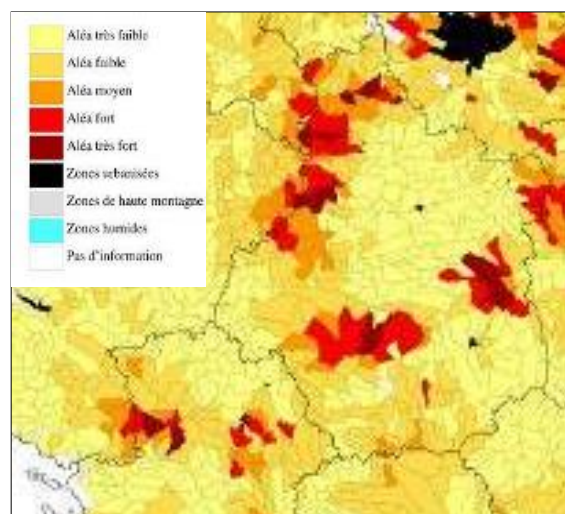 Aléa très faible
Aléa faible
Aléa moyen
Aléa fort
Aléa très fort
Zones urbanisées
Zones de haute montagne
Zones humides
Pas d'information